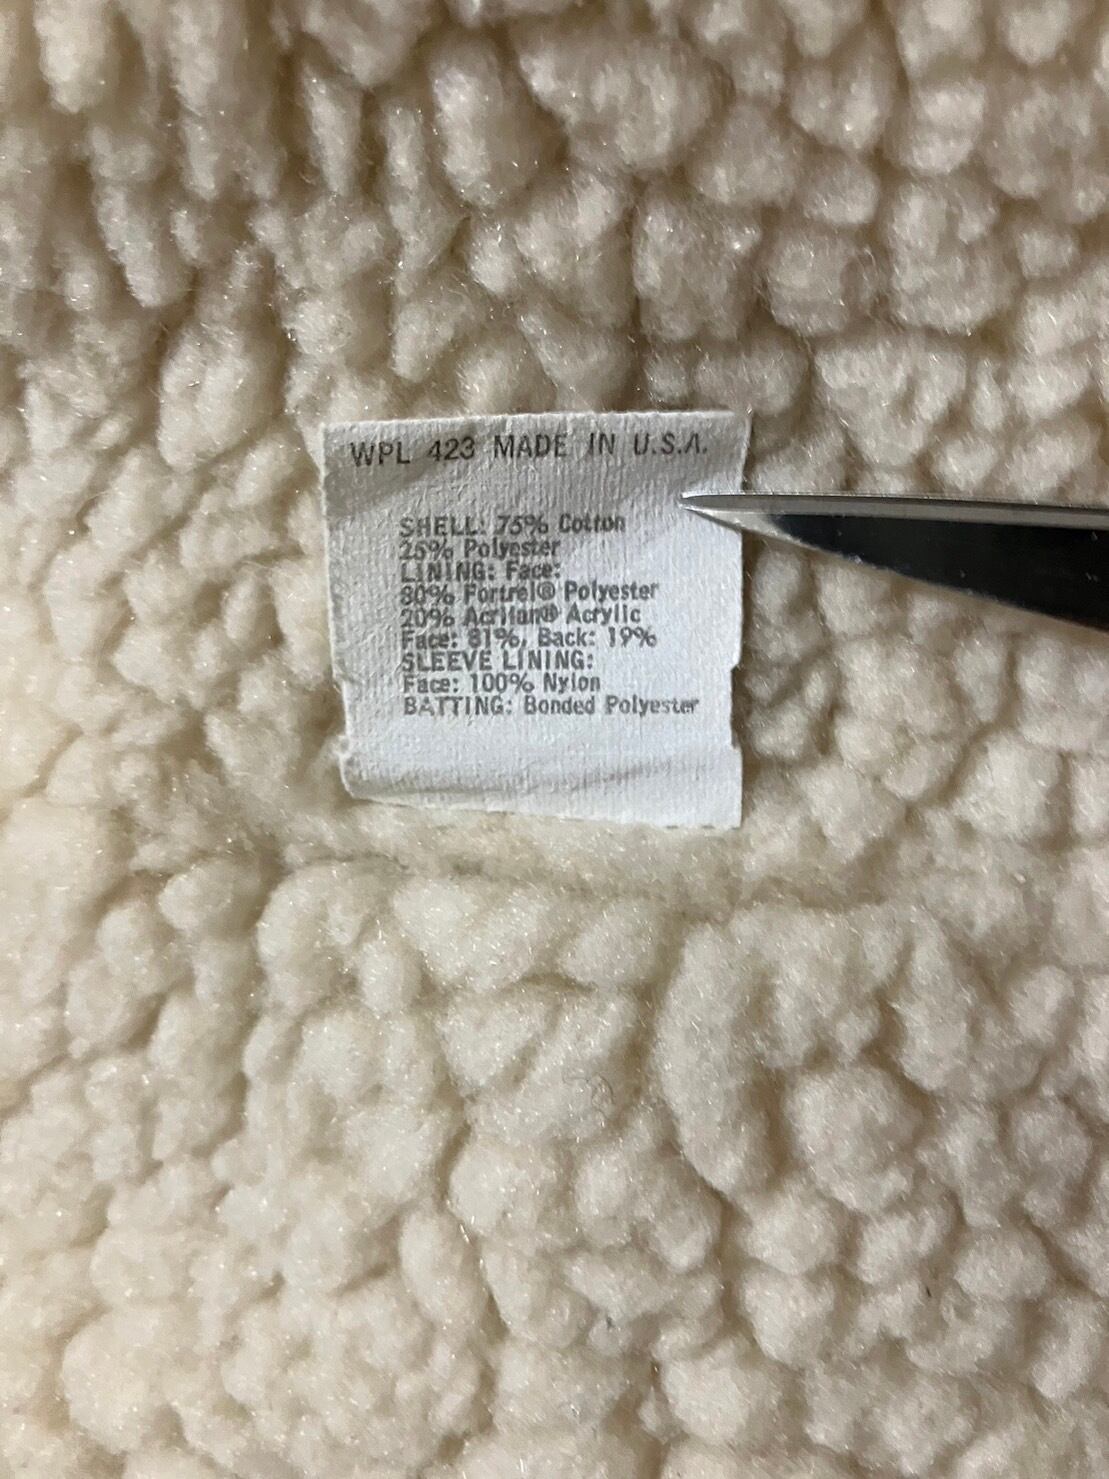 WPL 423 MADE IN U.S.A.
SHELL: 75% Cotton
25% Polyester
LINING: Face:
80% Fortrel® Polyester
20% Acrilan® Acrylic
Face: 81%, Back: 19%
SLEEVE LINING:
Face: 100% Nylon
BATTING: Bonded Polyester